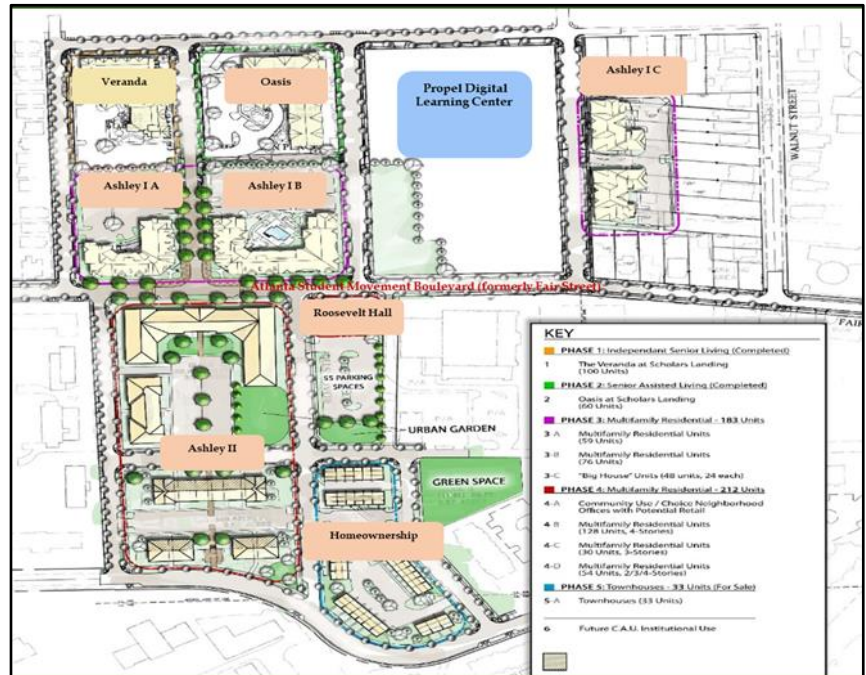 Veranda
Oasis
Propel Digital
Learning Center
Ashley I C
WALNUT STREET
Ashley I A
Ashley I B
Atlanta Student Movement Boulevard (formerly Fair Street)
FAIR
Roosevelt Hall
55 PARKING
SPACES
URBAN GARDEN
Ashley II
GREEN SPACE
Homeownership
KEY
PHASE 1: Independant Senior Living (Completed)
1 The Veranda at Scholars Landing
(100 Units)
PHASE 2: Senior Assisted Living (Completed)
2 Oasis at Scholars Landing
(60 Units)
PHASE 3: Multifamily Residential - 183 Units
3-A Multifamily Residential Units
(59 Units)
3-B Multifamily Residential Units
(76 Units)
3-C "Big House" Units (48 units, 24 each)
PHASE 4: Multifamily Residential - 212 Units
4-A Community Use / Choice Neighborhood
Offices with Potential Retail
4-B Multifamily Residential Units
(128 Units, 4-Stories)
4-C Multifamily Residential Units
(30 Units, 3-Stories)
4-D Multifamily Residential Units
(54 Units, 2/3/4-Stories)
PHASE 5: Townhouses - 33 Units (For Sale)
5-A Townhouses (33 Units)
6 Future C.A.U. Institutional Use